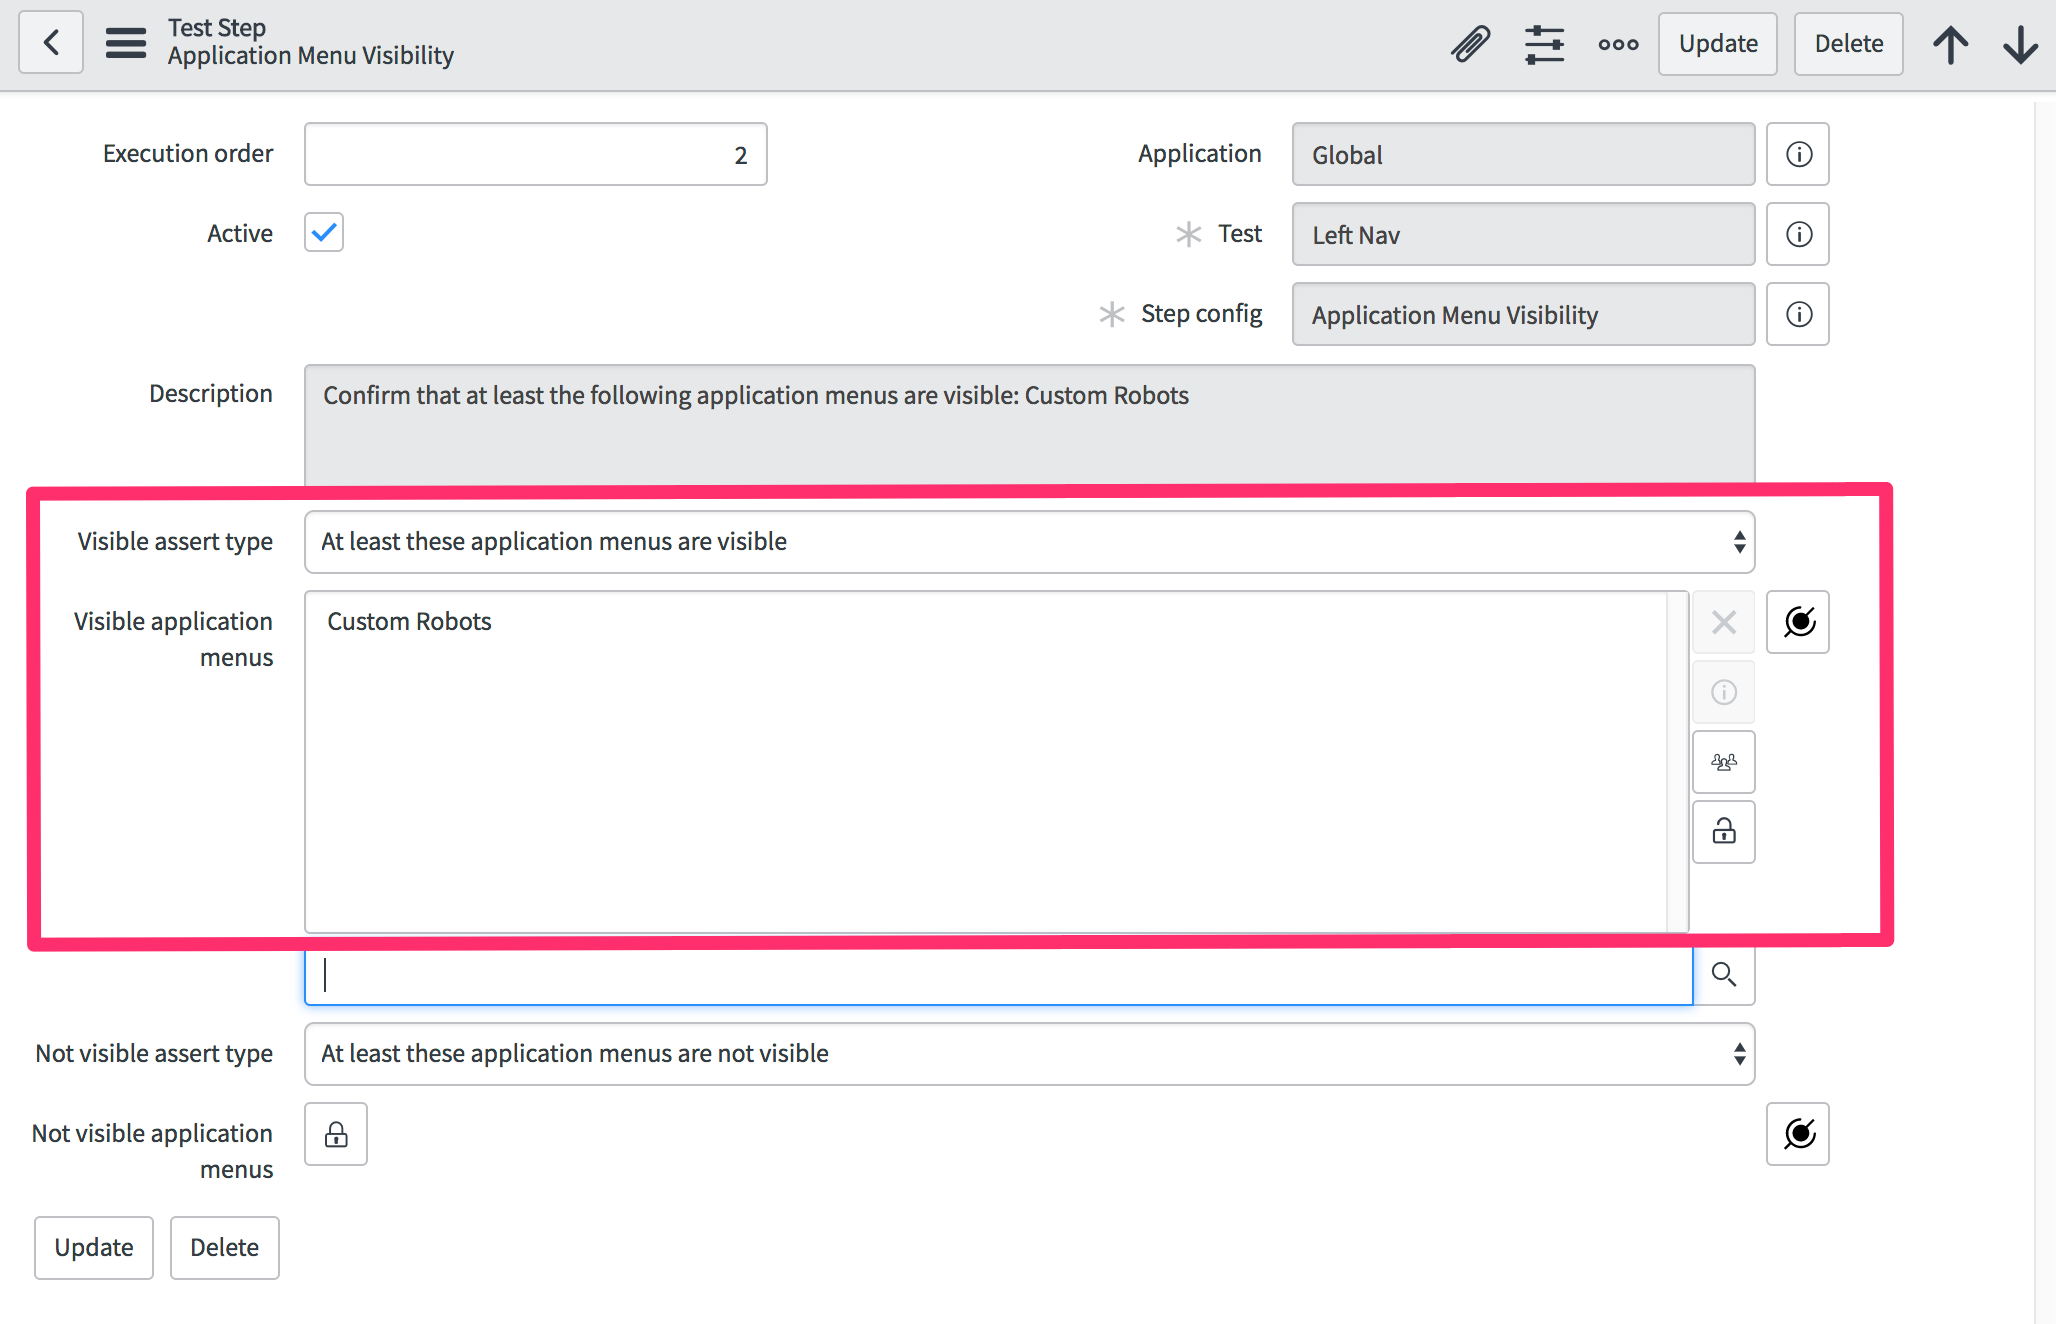 Test Step
Application Menu Visibility
Update
Delete
Execution order
2
Application
Global
Active
Test
Left Nav
Step config
Application Menu Visibility
Description
Confirm that at least the following application menus are visible: Custom Robots
Visible assert type
At least these application menus are visible
Visible application
menus
Custom Robots
Not visible assert type
At least these application menus are not visible
Not visible application
menus
Update
Delete